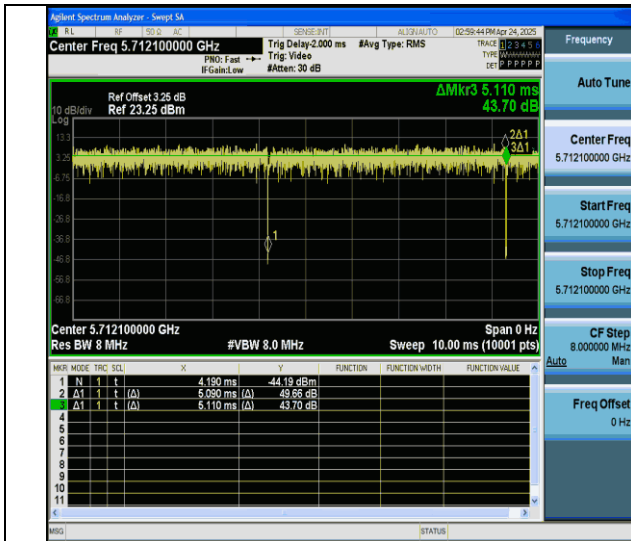 Agilent Spectrum Analyzer - Swept SA
RL RF 50 Ω AC SENSE:INT ALIGNAUTO 02:59:44 PM Apr 24, 2025
Center Freq 5.712100000 GHz
PNO: Fast
IFGain:Low
Trig Delay-2.000 ms
Trig: Video
#Atten: 30 dB
#Avg Type: RMS
TRACE 1 2 3 4 5 6
TYPE
DET P P P P P P
Ref Offset 3.25 dB
10 dB/div Ref 23.25 dBm
Log
ΔMkr3 5.110 ms
43.70 dB
13.3
3.25
-6.75
-16.8
-26.8
-36.8
-46.8
-56.8
-66.8
2Δ1
3Δ1
1
Center 5.712100000 GHz Span 0 Hz
Res BW 8 MHz #VBW 8.0 MHz Sweep 10.00 ms (10001 pts)
MKR MODE TRC SCL X Y FUNCTION FUNCTION WIDTH FUNCTION VALUE
1 N 1 t 4.190 ms -44.19 dBm
2 Δ1 1 t (Δ) 5.090 ms (Δ) 49.66 dB
3 Δ1 1 t (Δ) 5.110 ms (Δ) 43.70 dB
4
5
6
7
8
9
10
11
MSG STATUS
Frequency
Auto Tune
Center Freq
5.712100000 GHz
Start Freq
5.712100000 GHz
Stop Freq
5.712100000 GHz
CF Step
8.000000 MHz
Auto Man
Freq Offset
0 Hz